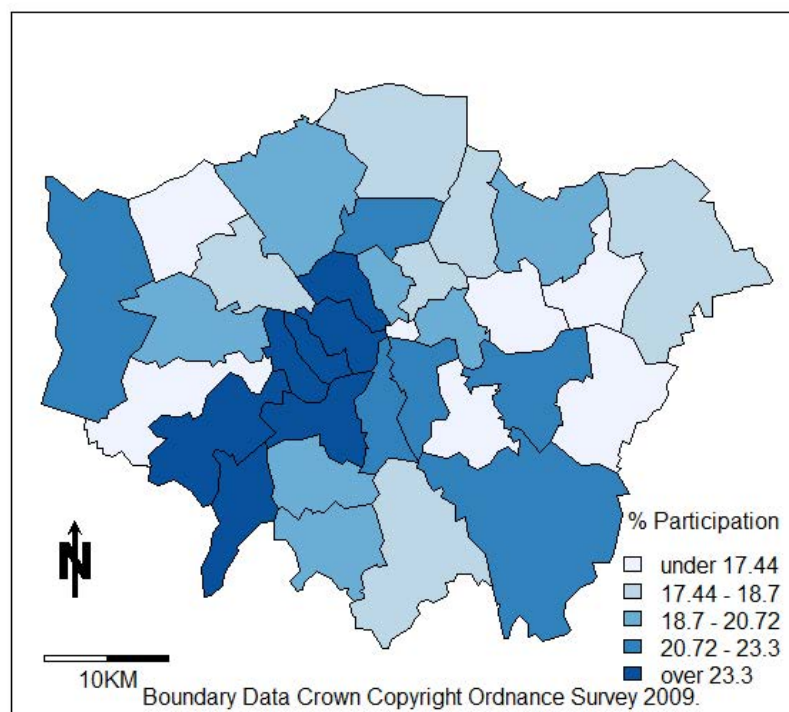 % Participation
under 17.44
17.44 - 18.7
18.7 - 20.72
20.72 - 23.3
over 23.3
N
10KM
Boundary Data Crown Copyright Ordnance Survey 2009.